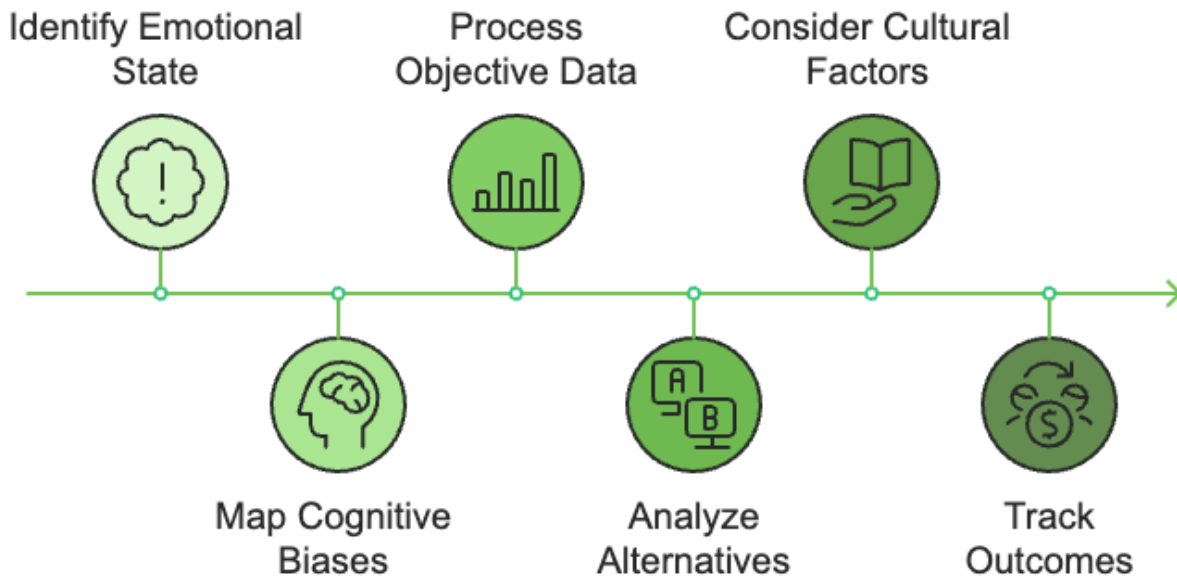 Identify Emotional
State
Process
Objective Data
Consider Cultural
Factors
!
A
B
$
Map Cognitive
Biases
Analyze
Alternatives
Track
Outcomes